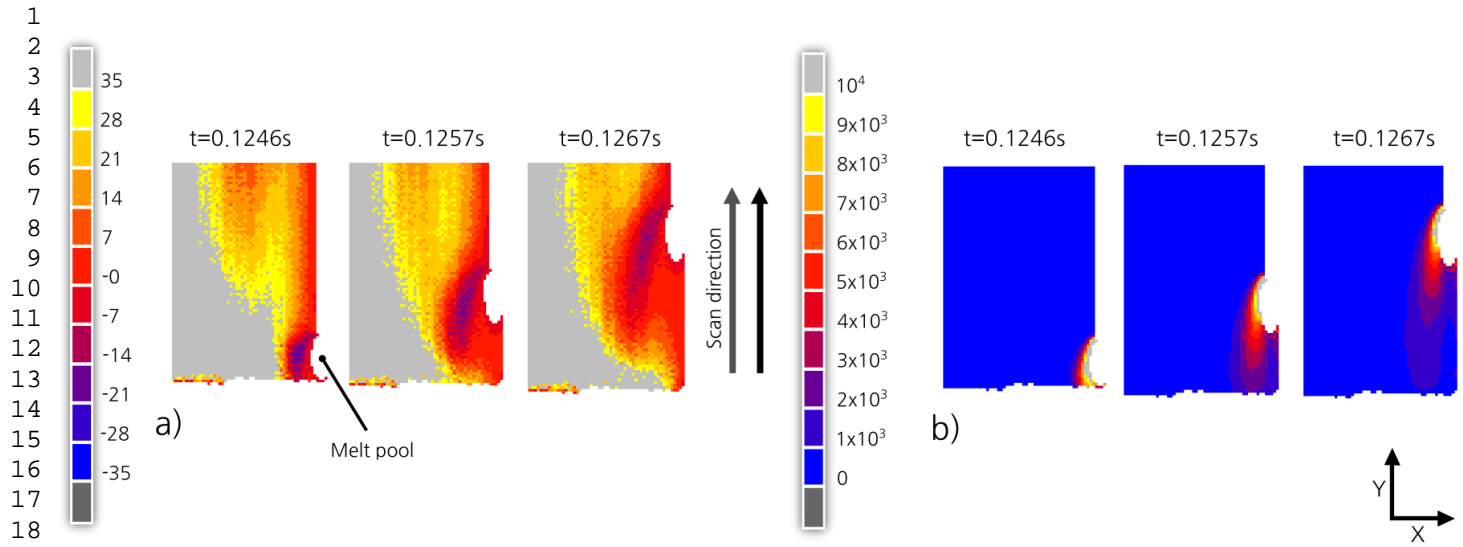 1
2
3
4
5
6
7
8
9
10
11
12
13
14
15
16
17
18
35
28
21
14
7
-0
-7
-14
-21
-28
-35
t=0.1246s
t=0.1257s
t=0.1267s
Scan direction
a)
Melt pool
10⁴
9x10³
8x10³
7x10³
6x10³
5x10³
4x10³
3x10³
2x10³
1x10³
0
t=0.1246s
t=0.1257s
t=0.1267s
b)
Y
X